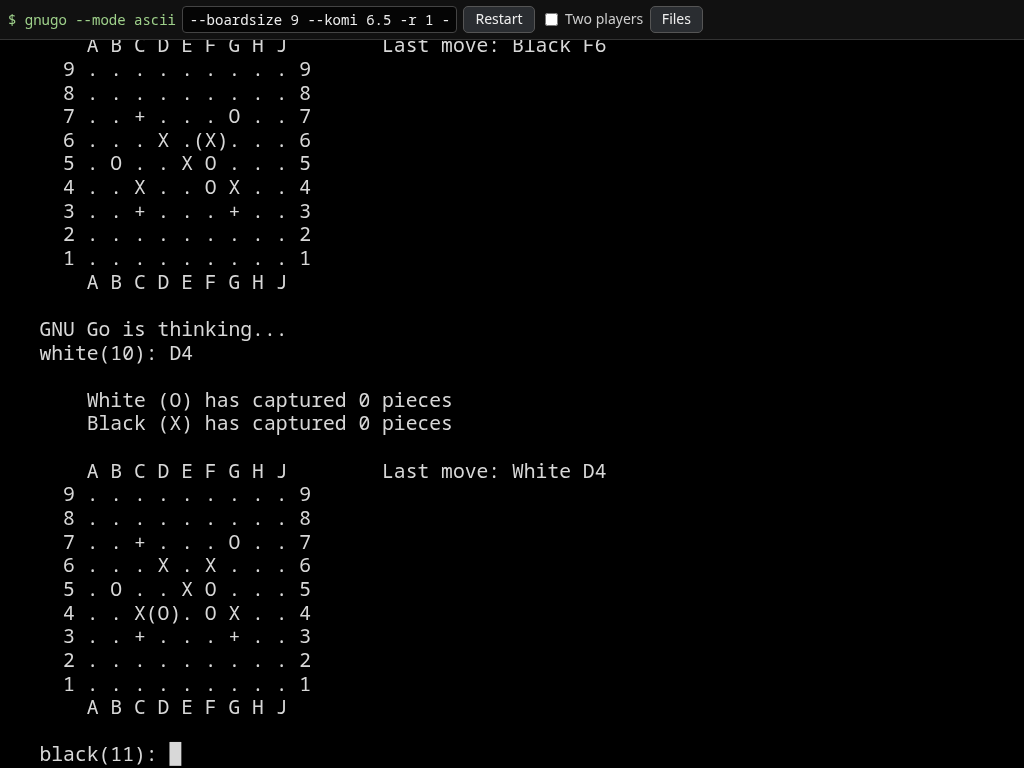 $ gnugo --mode ascii --boardsize 9 --komi 6.5 -r 1 - Restart Two players Files
A B C D E F G H J Last move: Black F6
9 . . . . . . . . . 9
8 . . . . . . . . . 8
7 . . + . . . O . . 7
6 . . . X .(X). . . 6
5 . O . . X O . . . 5
4 . . X . . O X . . 4
3 . . + . . . + . . 3
2 . . . . . . . . . 2
1 . . . . . . . . . 1
A B C D E F G H J
GNU Go is thinking...
white(10): D4
White (O) has captured 0 pieces
Black (X) has captured 0 pieces
A B C D E F G H J Last move: White D4
9 . . . . . . . . . 9
8 . . . . . . . . . 8
7 . . + . . . O . . 7
6 . . . X . X . . . 6
5 . O . . X O . . . 5
4 . . X(O). O X . . 4
3 . . + . . . + . . 3
2 . . . . . . . . . 2
1 . . . . . . . . . 1
A B C D E F G H J
black(11):